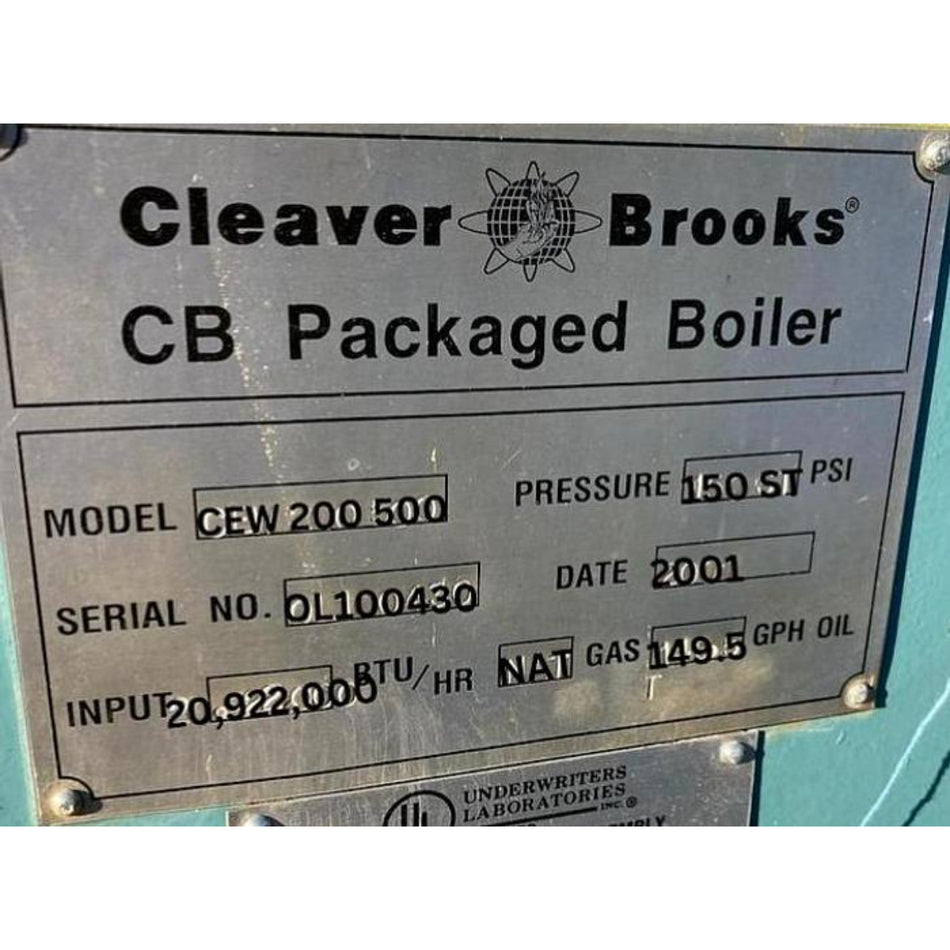 Cleaver Brooks®
CB Packaged Boiler
MODEL CEW 200 500 PRESSURE 150 ST PSI
SERIAL NO. OL100430 DATE 2001
INPUT 20,922,000 BTU/HR NAT GAS 149.5 GPH OIL
UL UNDERWRITERS
LABORATORIES INC.®